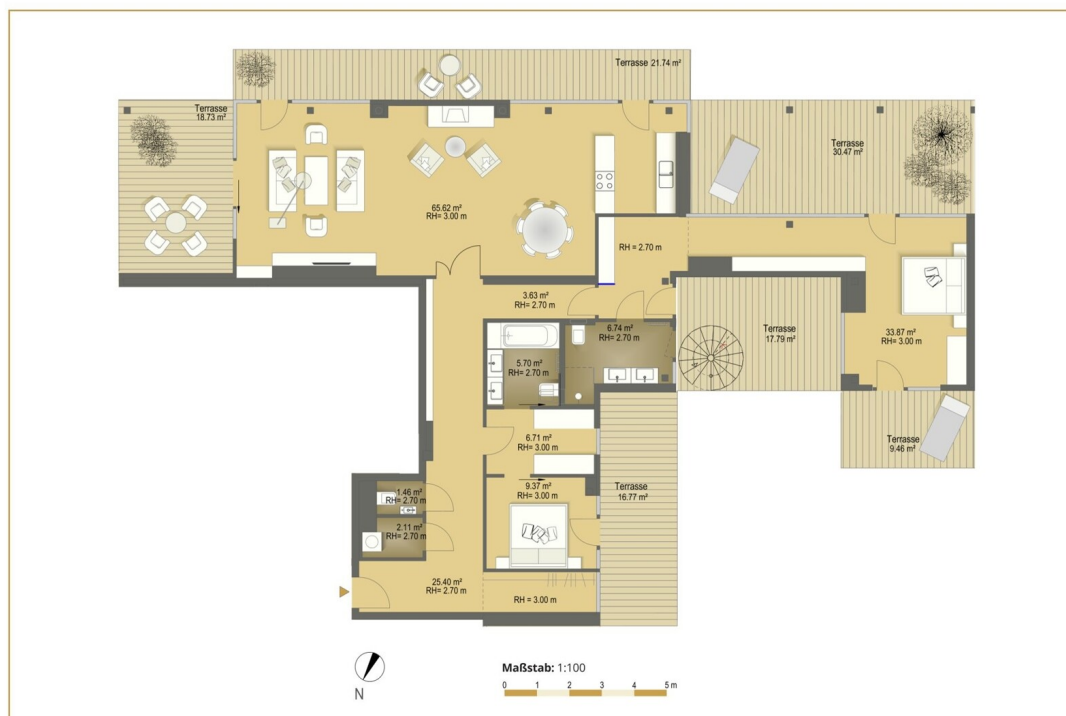 Terrasse 21.74 m²
Terrasse
18.73 m²
Terrasse
30.47 m²
65.62 m²
RH= 3.00 m
RH = 2.70 m
3.63 m²
RH= 2.70 m
6.74 m²
RH= 2.70 m
Terrasse
17.79 m²
33.87 m²
RH= 3.00 m
5.70 m²
RH= 2.70 m
6.71 m²
RH= 3.00 m
Terrasse
9.46 m²
9.37 m²
RH= 3.00 m
Terrasse
16.77 m²
1.46 m²
RH= 2.70 m
2.11 m²
RH= 2.70 m
25.40 m²
RH= 2.70 m
RH = 3.00 m
N
Maßstab: 1:100
0 1 2 3 4 5 m